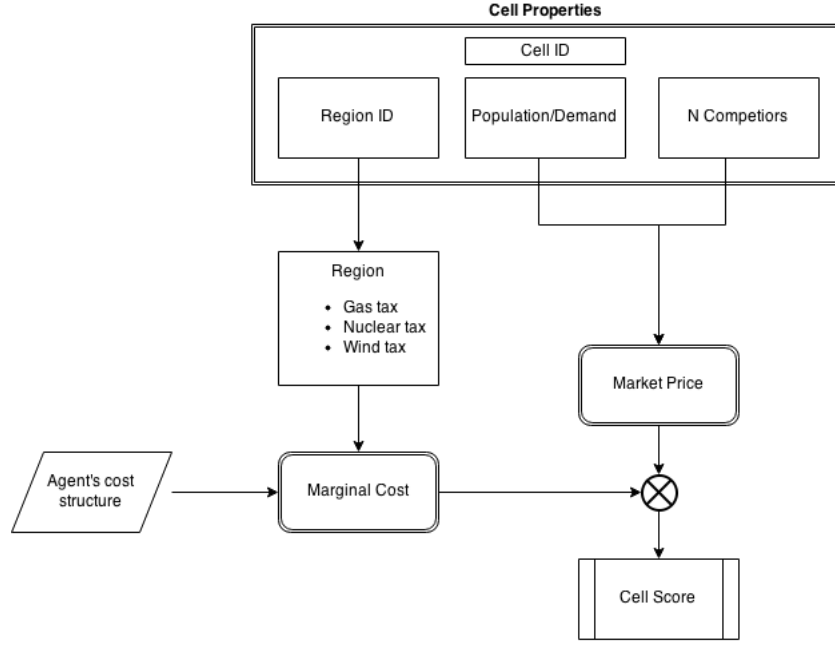 Cell Properties
Cell ID
Region ID
Population/Demand
N Competiors
Region
• Gas tax
• Nuclear tax
• Wind tax
Market Price
Agent's cost
structure
Marginal Cost
Cell Score